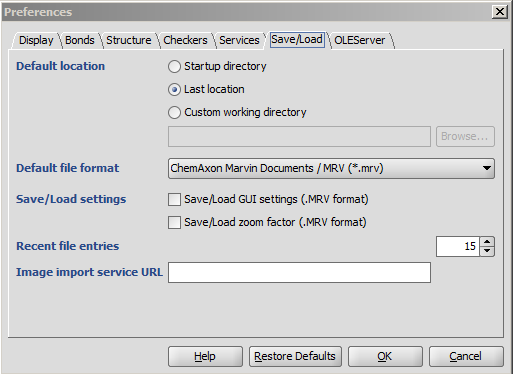 Preferences
Display Bonds Structure Checkers Services Save/Load OLEServer
Default location Startup directory
Last location
Custom working directory
Browse...
Default file format ChemAxon Marvin Documents / MRV (*.mrv)
Save/Load settings Save/Load GUI settings (.MRV format)
Save/Load zoom factor (.MRV format)
Recent file entries 15
Image import service URL
Help Restore Defaults OK Cancel